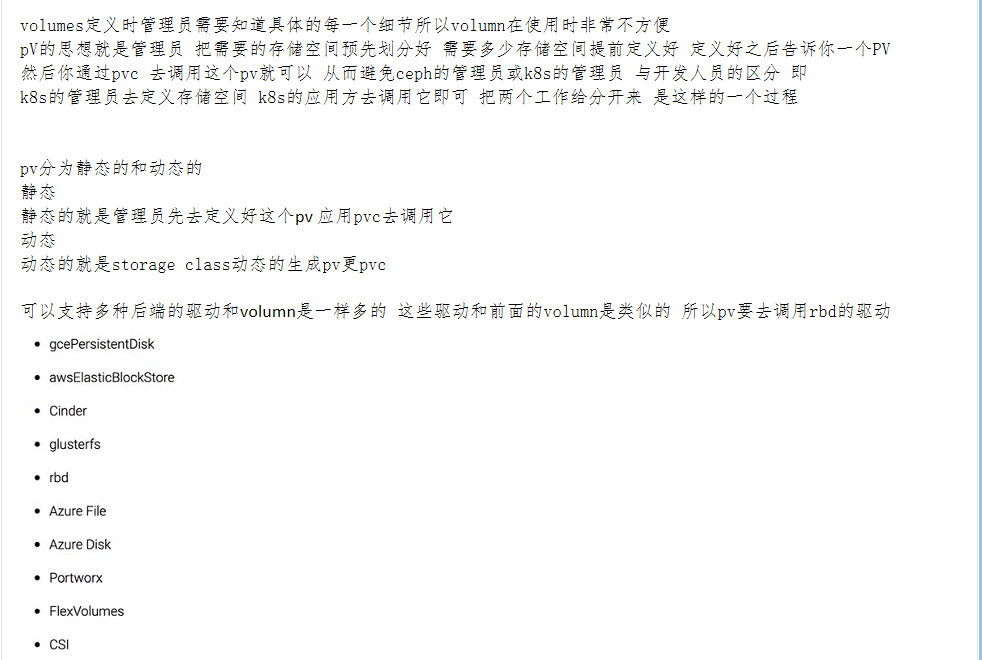 volumes定义时管理员需要知道具体的每一个细节所以volumn在使用时非常不方便
pV的思想就是管理员 把需要的存储空间预先划分好 需要多少存储空间提前定义好 定义好之后告诉你一个PV
然后你通过pvc 去调用这个pv就可以 从而避免ceph的管理员或k8s的管理员 与开发人员的区分 即
k8s的管理员去定义存储空间 k8s的应用方去调用它即可 把两个工作给分开来 是这样的一个过程
pv分为静态的和动态的
静态
静态的就是管理员先去定义好这个pv 应用pvc去调用它
动态
动态的就是storage class动态的生成pv更pvc
可以支持多种后端的驱动和volumn是一样多的 这些驱动和前面的volumn是类似的 所以pv要去调用rbd的驱动
• gcePersistentDisk
• awsElasticBlockStore
• Cinder
• glusterfs
• rbd
• Azure File
• Azure Disk
• Portworx
• FlexVolumes
• CSI